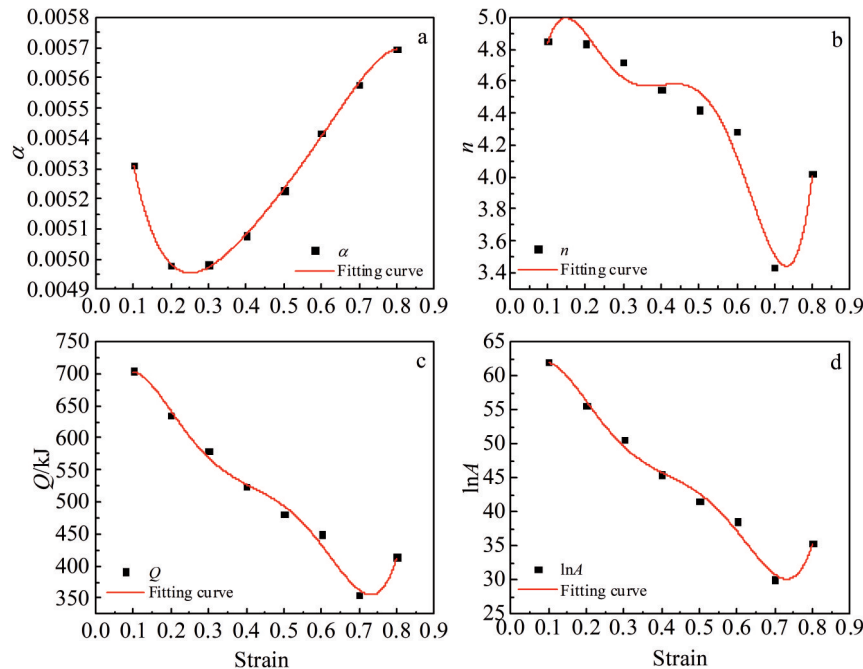 0.0058
0.0057
0.0056
0.0055
0.0054
0.0053
0.0052
0.0051
0.0050
0.0049
α
a
α
Fitting curve
0.0 0.1 0.2 0.3 0.4 0.5 0.6 0.7 0.8 0.9
5.0
4.8
4.6
4.4
4.2
4.0
3.8
3.6
3.4
n
b
n
Fitting curve
0.0 0.1 0.2 0.3 0.4 0.5 0.6 0.7 0.8 0.9
750
700
650
600
550
500
450
400
350
Q/kJ
c
Q
Fitting curve
0.0 0.1 0.2 0.3 0.4 0.5 0.6 0.7 0.8 0.9
Strain
65
60
55
50
45
40
35
30
25
lnA
d
lnA
Fitting curve
0.0 0.1 0.2 0.3 0.4 0.5 0.6 0.7 0.8 0.9
Strain